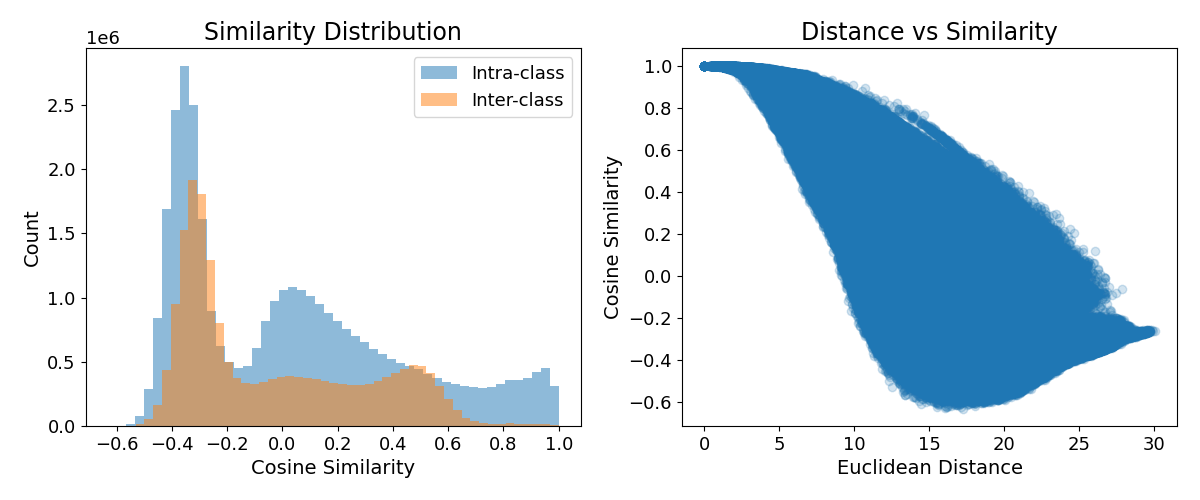 Similarity Distribution
1e6
Intra-class
Inter-class
2.5
2.0
1.5
1.0
0.5
0.0
Count
−0.6 −0.4 −0.2 0.0 0.2 0.4 0.6 0.8 1.0
Cosine Similarity
Distance vs Similarity
1.0
0.8
0.6
0.4
0.2
0.0
−0.2
−0.4
−0.6
Cosine Similarity
0 5 10 15 20 25 30
Euclidean Distance